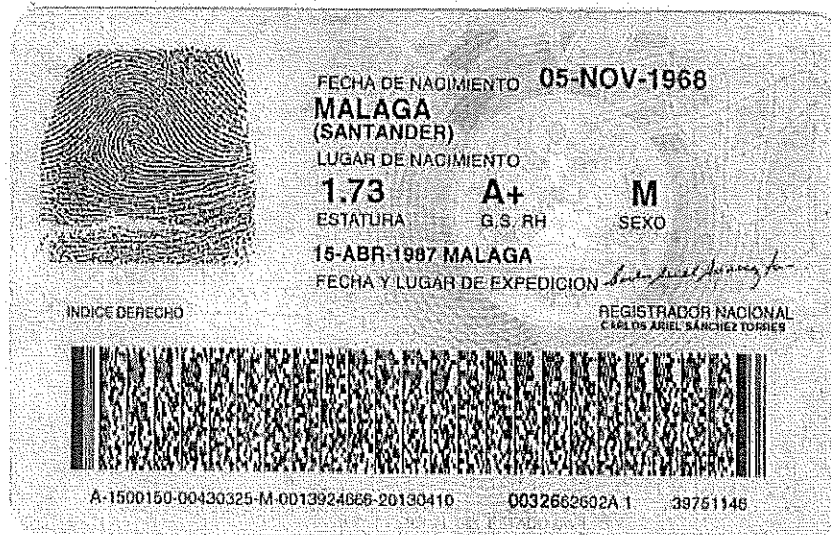 FECHA DE NACIMIENTO 05-NOV-1968
MALAGA
(SANTANDER)
LUGAR DE NACIMIENTO
1.73 A+ M
ESTATURA G.S. RH SEXO
15-ABR-1987 MALAGA
FECHA Y LUGAR DE EXPEDICION
INDICE DERECHO
REGISTRADOR NACIONAL
CARLOS ARIEL SÁNCHEZ TORRES
A-1500150-00430325-M-0013924666-20130410 0032662602A 1 39751146